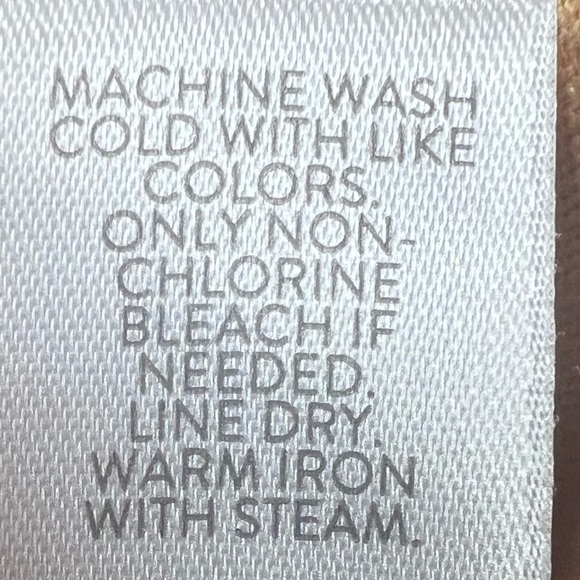 MACHINE WASH
COLD WITH LIKE
COLORS.
ONLY NON-
CHLORINE
BLEACH IF
NEEDED.
LINE DRY.
WARM IRON
WITH STEAM.